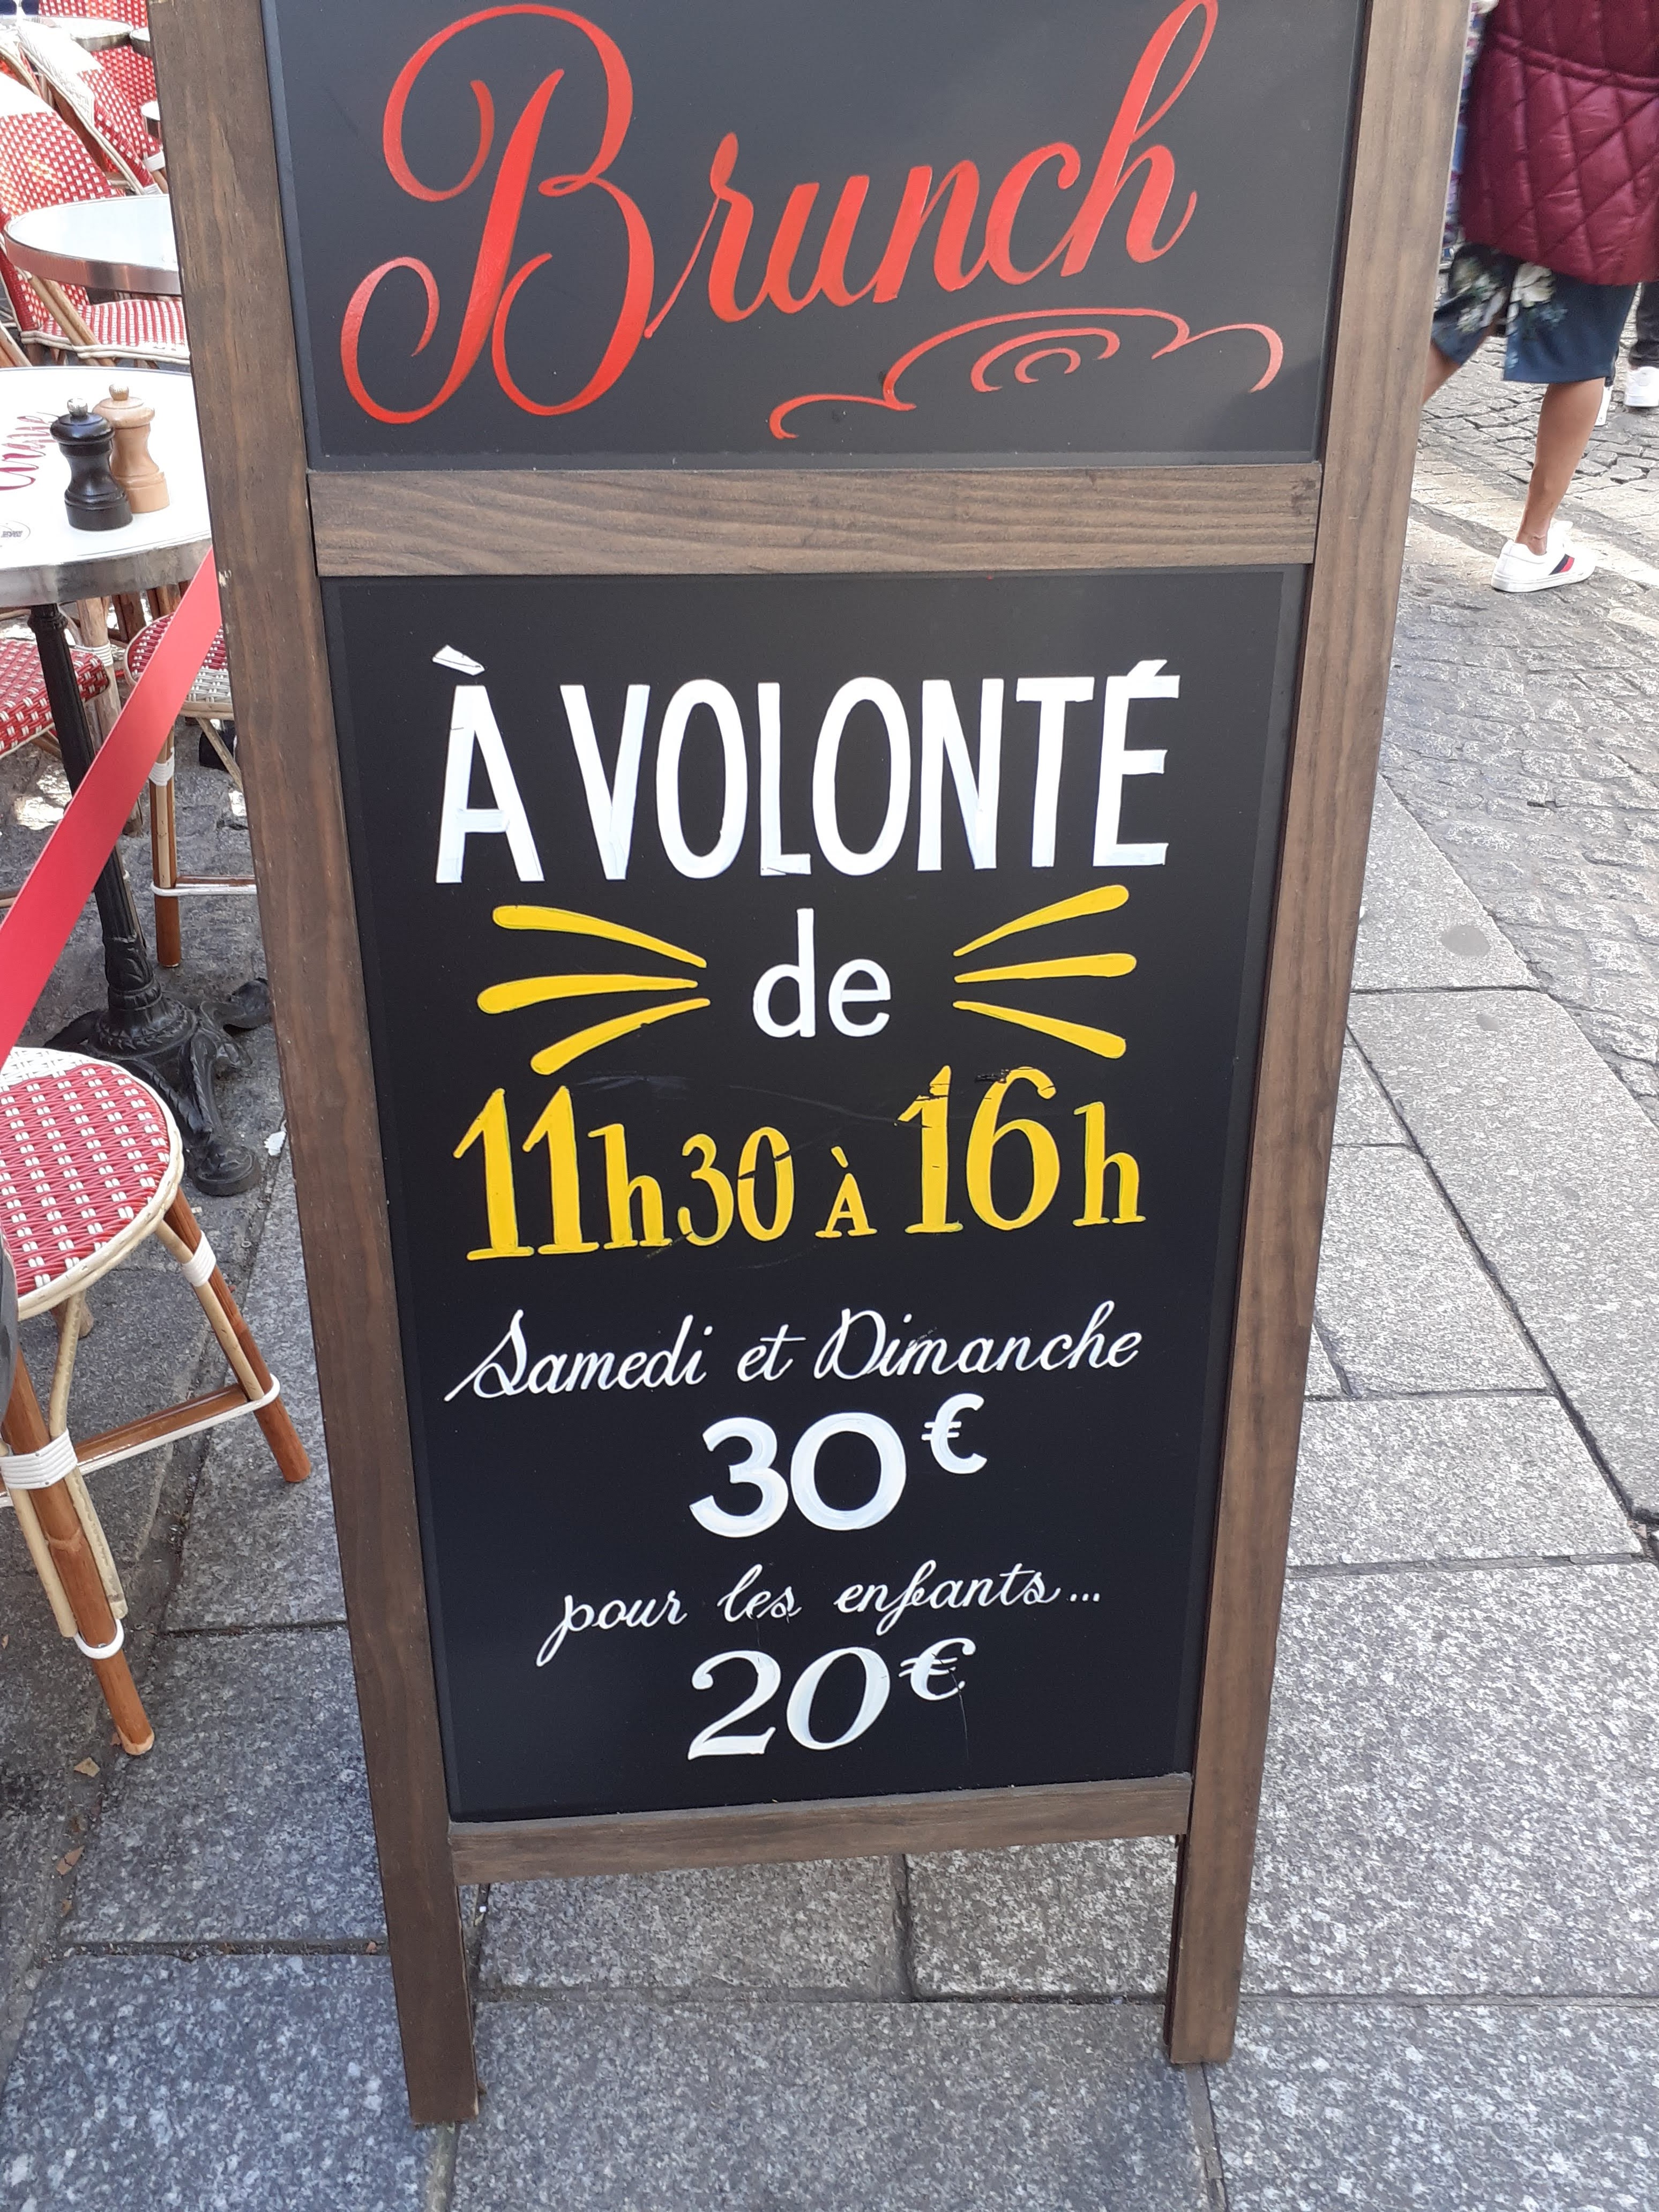 Brunch
À VOLONTÉ
de
11h30 À 16h
Samedi et Dimanche
30€
pour les enfants...
20€